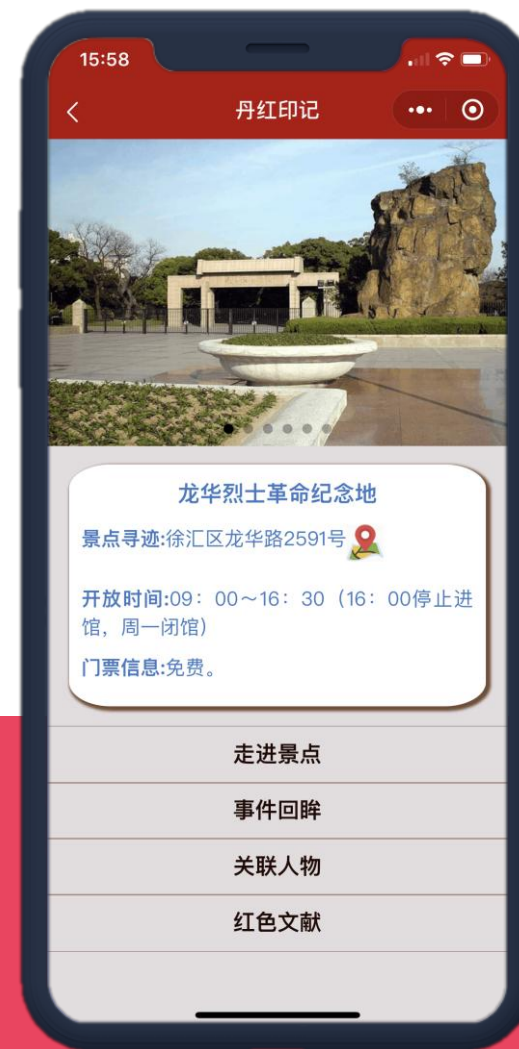 15:58
丹红印记
龙华烈士革命纪念地
景点寻迹:徐汇区龙华路2591号
开放时间:09：00～16：30（16：00停止进
馆，周一闭馆）
门票信息:免费。
走进景点
事件回眸
关联人物
红色文献